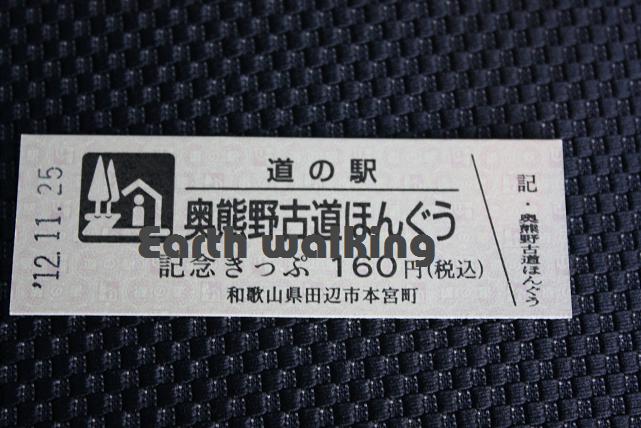 '12.11.25
道の駅
奥熊野古道ほんぐう
Earth walking
記念きっぷ 160円(税込)
和歌山県田辺市本宮町
記・奥熊野古道ほんぐう